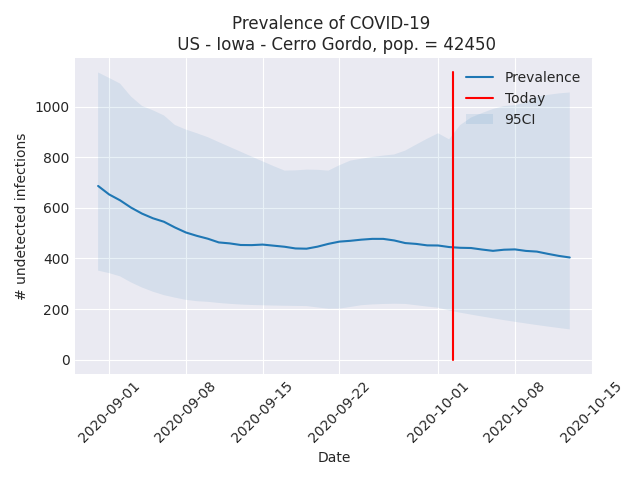 Prevalence of COVID-19
US - Iowa - Cerro Gordo, pop. = 42450
Prevalence
Today
95CI
# undetected infections
1000
800
600
400
200
0
2020-09-01
2020-09-08
2020-09-15
2020-09-22
2020-10-01
2020-10-08
2020-10-15
Date